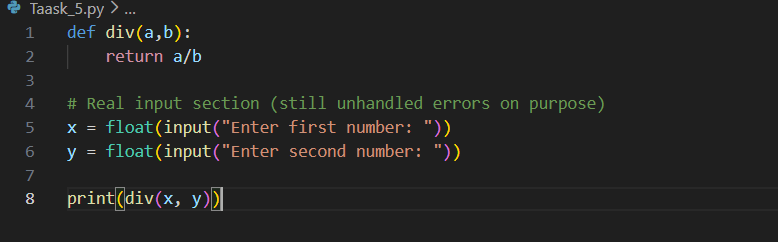 Taask_5.py > ...
1 def div(a,b):
2     return a/b
3
4 # Real input section (still unhandled errors on purpose)
5 x = float(input("Enter first number: "))
6 y = float(input("Enter second number: "))
7
8 print(div(x, y))